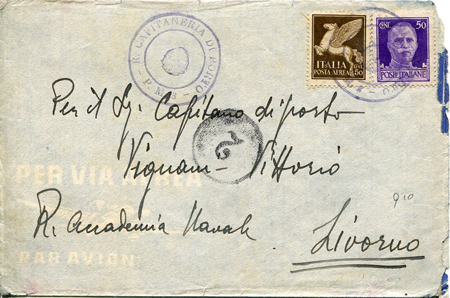 R. CAPITANERIA DI PORTO
P. M.
ITALIA
POSTA AEREA
50
CENT. 50
POSTE ITALIANE
Per il Sig. Capitano di porto
Vignani Vittorio
2
PER VIA AEREA
R. Accademia Navale
910
PAR AVION
Livorno